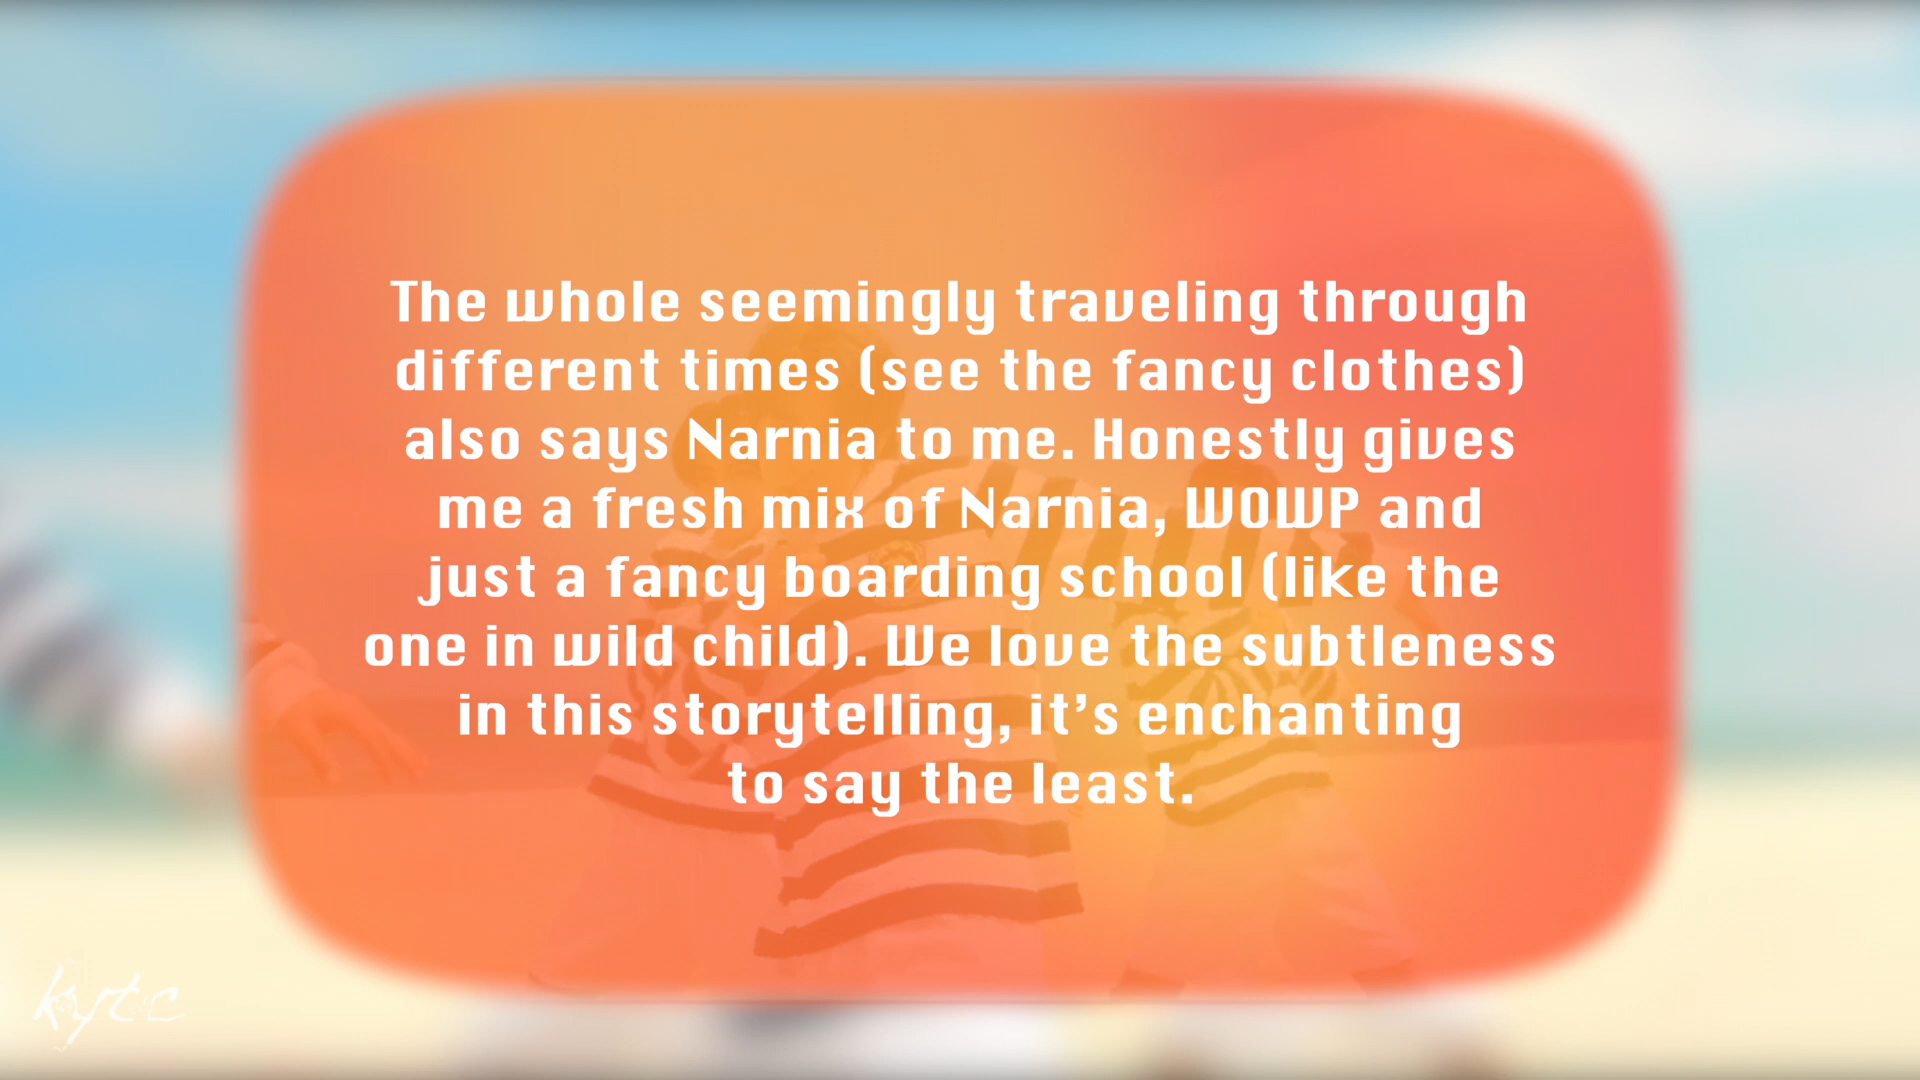 The whole seemingly traveling through
different times (see the fancy clothes)
also says Narnia to me. Honestly gives
me a fresh mix of Narnia, WOWP and
just a fancy boarding school (like the
one in wild child). We love the subtleness
in this storytelling, it's enchanting
to say the least.
kytc